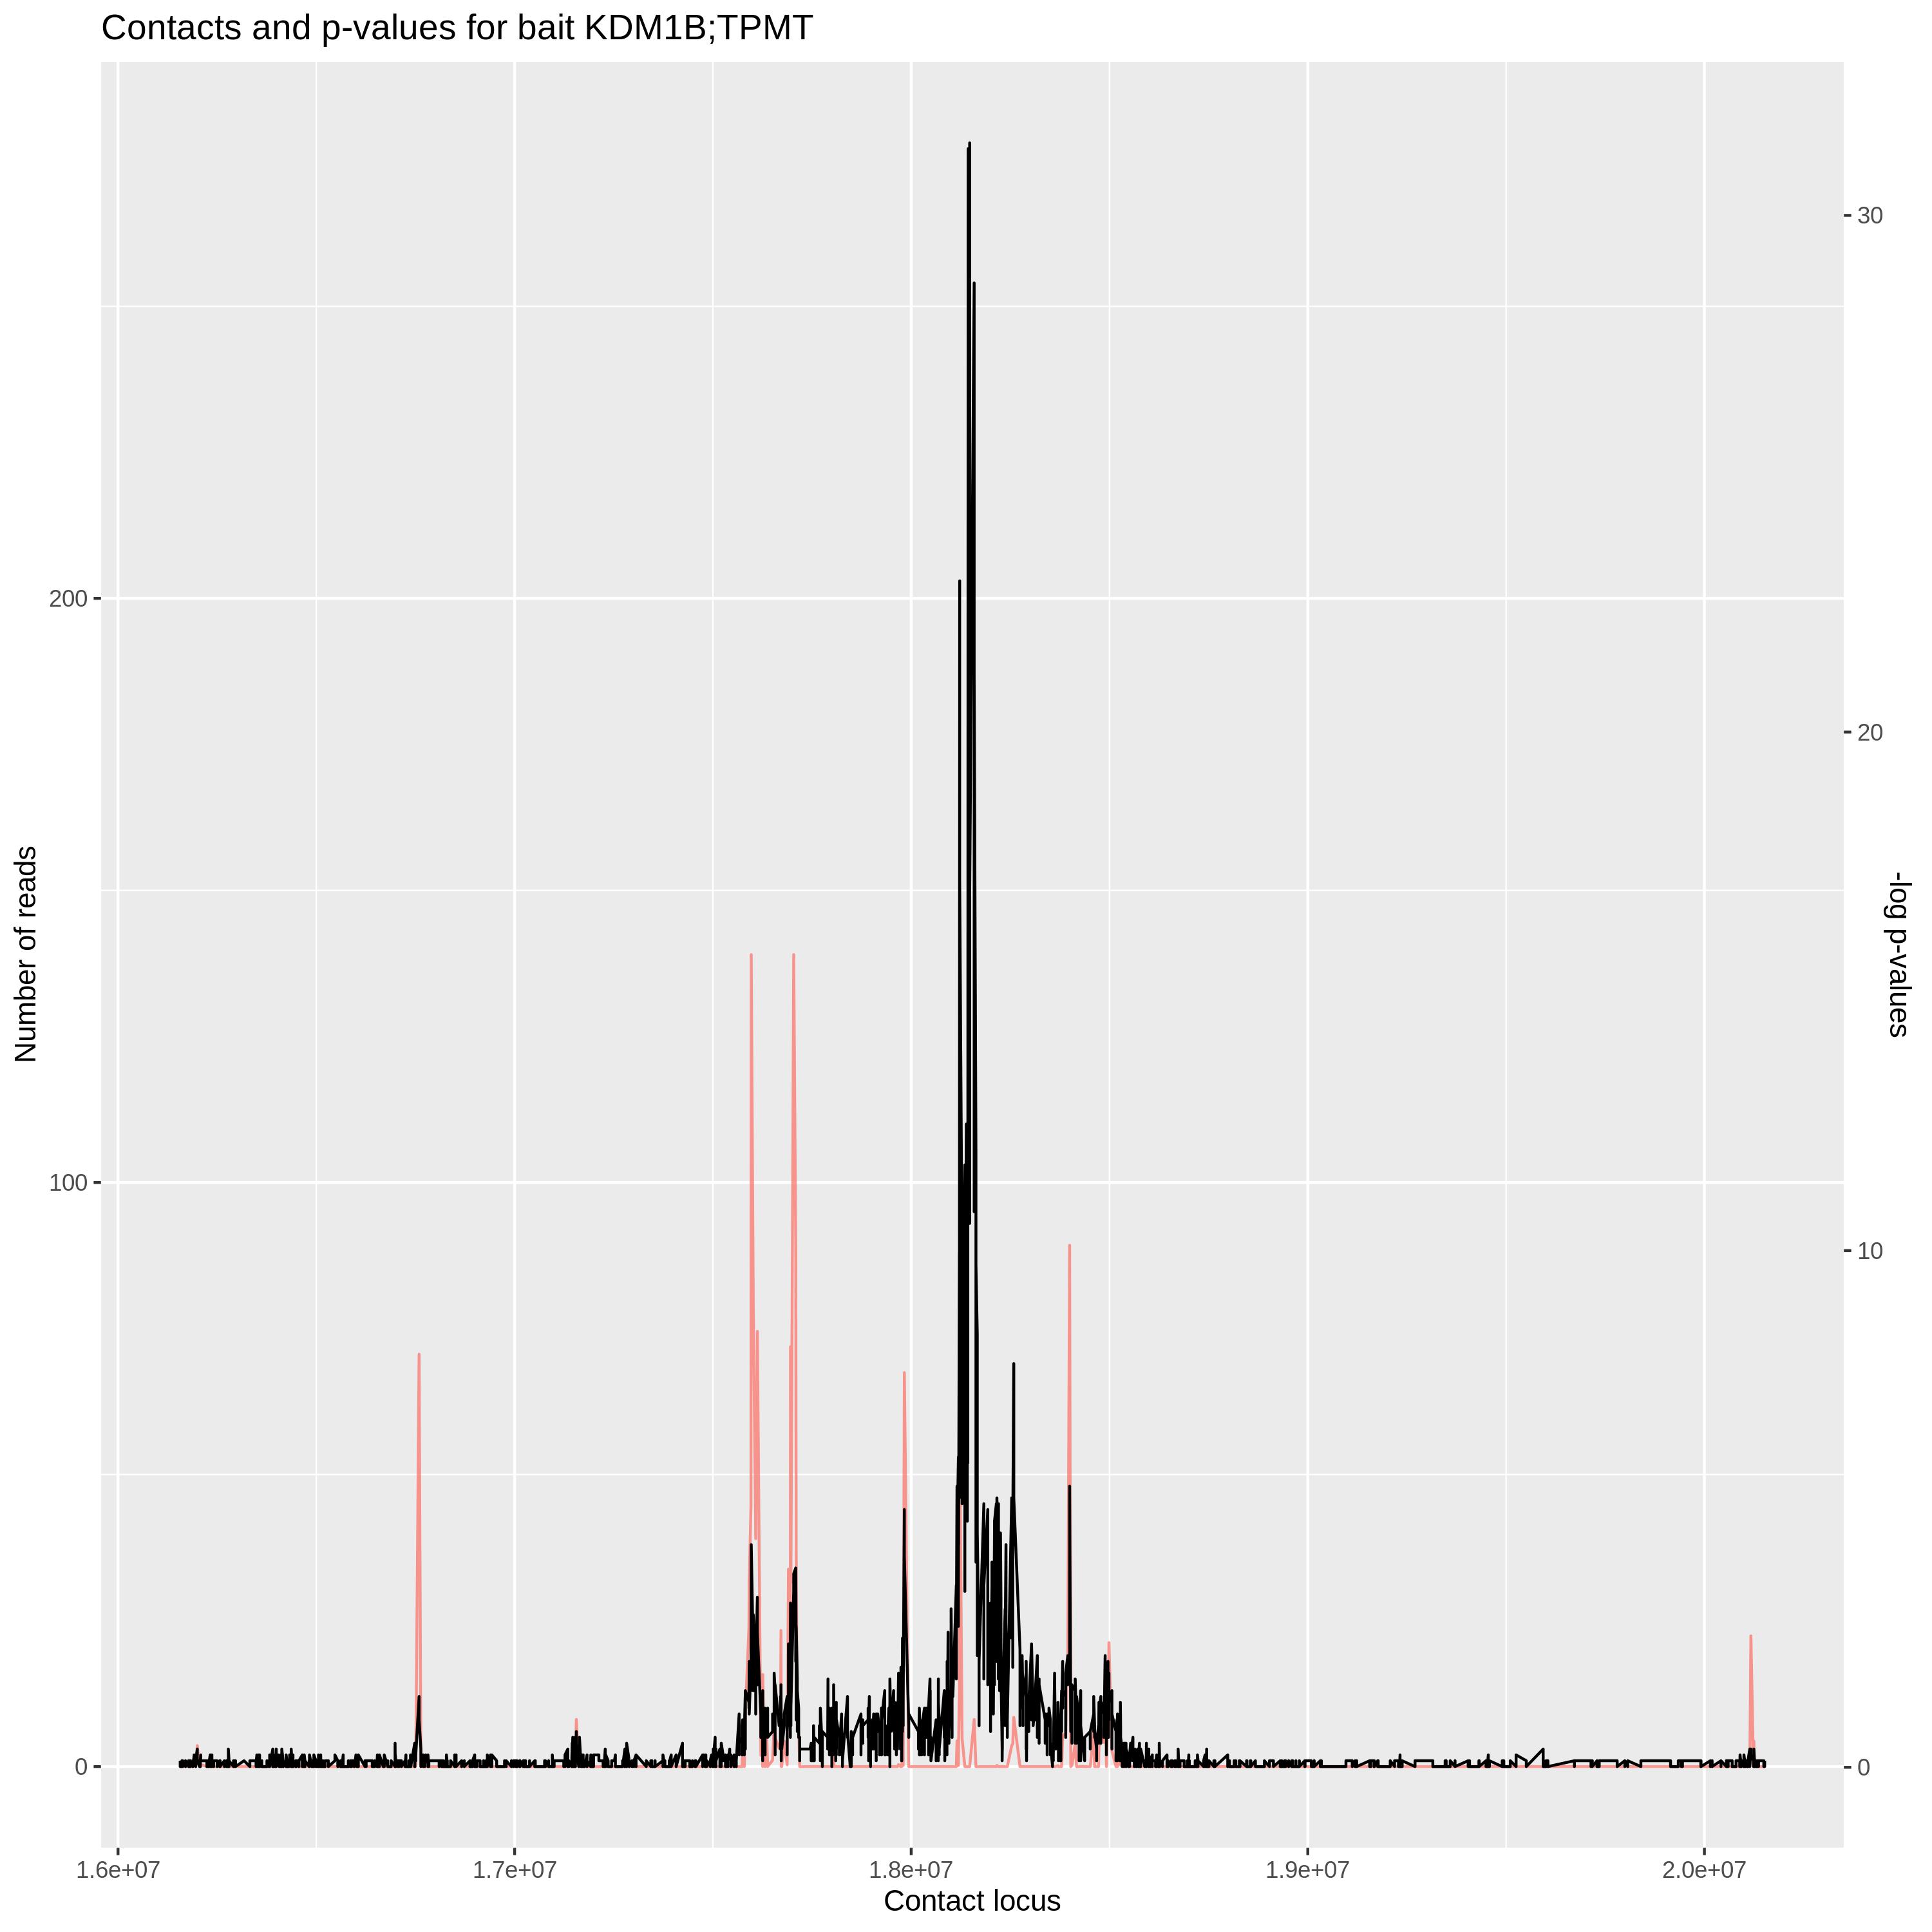 Contacts and p-values for bait KDM1B;TPMT
Number of reads
200
100
0
30
20
10
0
-log p-values
1.6e+07
1.7e+07
1.8e+07
1.9e+07
2.0e+07
Contact locus